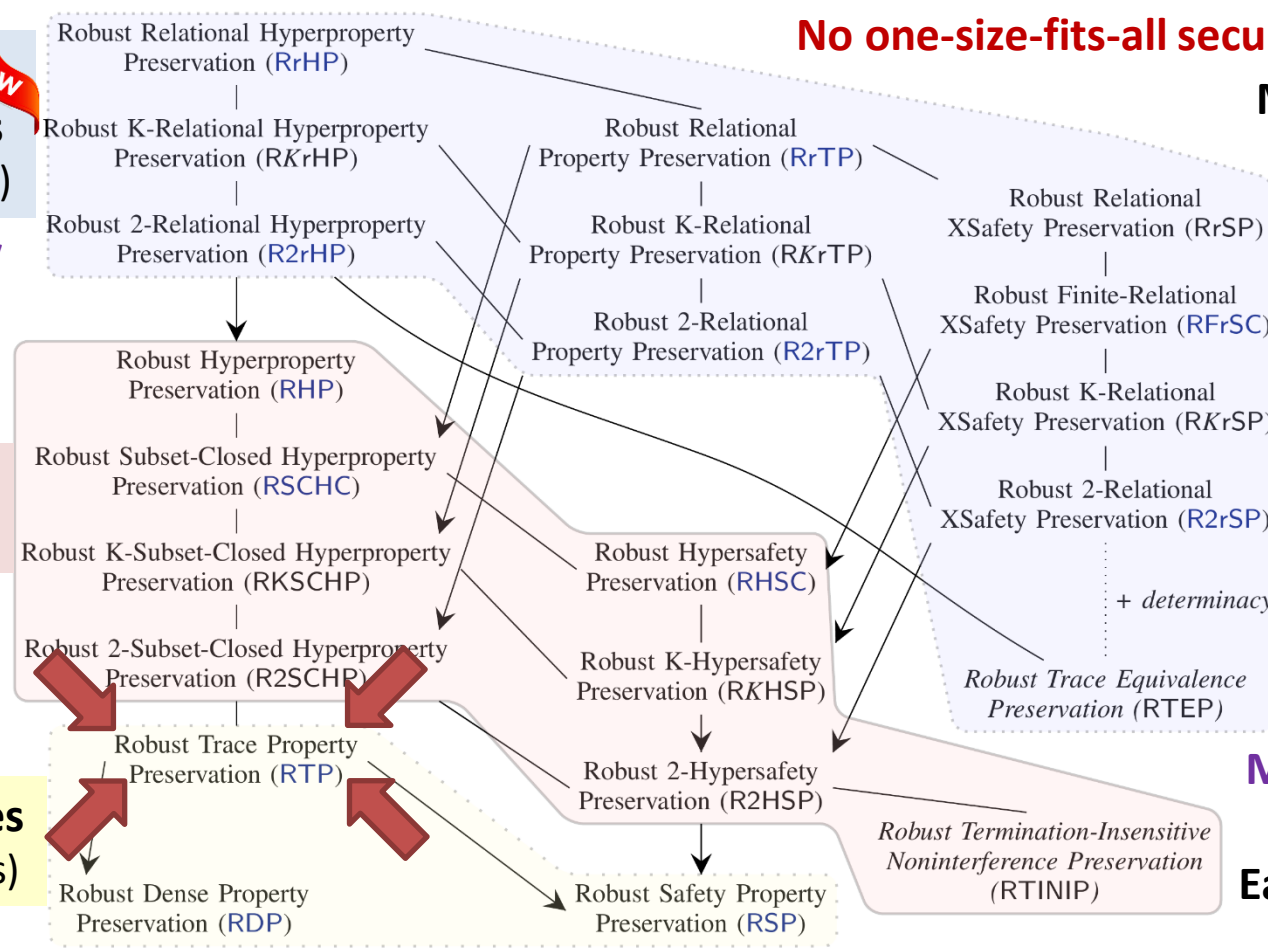 No one-size-fits-all
Robust Relational Hyperproperty
Preservation (RrHP)
Robust K-Relational Hyperproperty
Preservation (RKrHP)
Robust 2-Relational Hyperproperty
Preservation (R2rHP)
Robust Relational
Property Preservation (RrTP)
Robust K-Relational
Property Preservation (RKrTP)
Robust 2-Relational
Property Preservation (R2rTP)
Robust Relational
XSafety Preservation (RrSP)
Robust Finite-Relational
XSafety Preservation (RFrSC)
Robust K-Relational
XSafety Preservation (RKrSP)
Robust 2-Relational
XSafety Preservation (R2rSP)
+ determinacy
Robust Trace Equivalence
Preservation (RTEP)
Robust Hyperproperty
Preservation (RHP)
Robust Subset-Closed Hyperproperty
Preservation (RSCHC)
Robust K-Subset-Closed Hyperproperty
Preservation (RKSCHP)
Robust 2-Subset-Closed Hyperproperty
Preservation (R2SCHP)
Robust Hypersafety
Preservation (RHSC)
Robust K-Hypersafety
Preservation (RKHSP)
Robust 2-Hypersafety
Preservation (R2HSP)
Robust Termination-Insensitive
Noninterference Preservation
(RTINIP)
Robust Trace Property
Preservation (RTP)
Robust Dense Property
Preservation (RDP)
Robust Safety Property
Preservation (RSP)